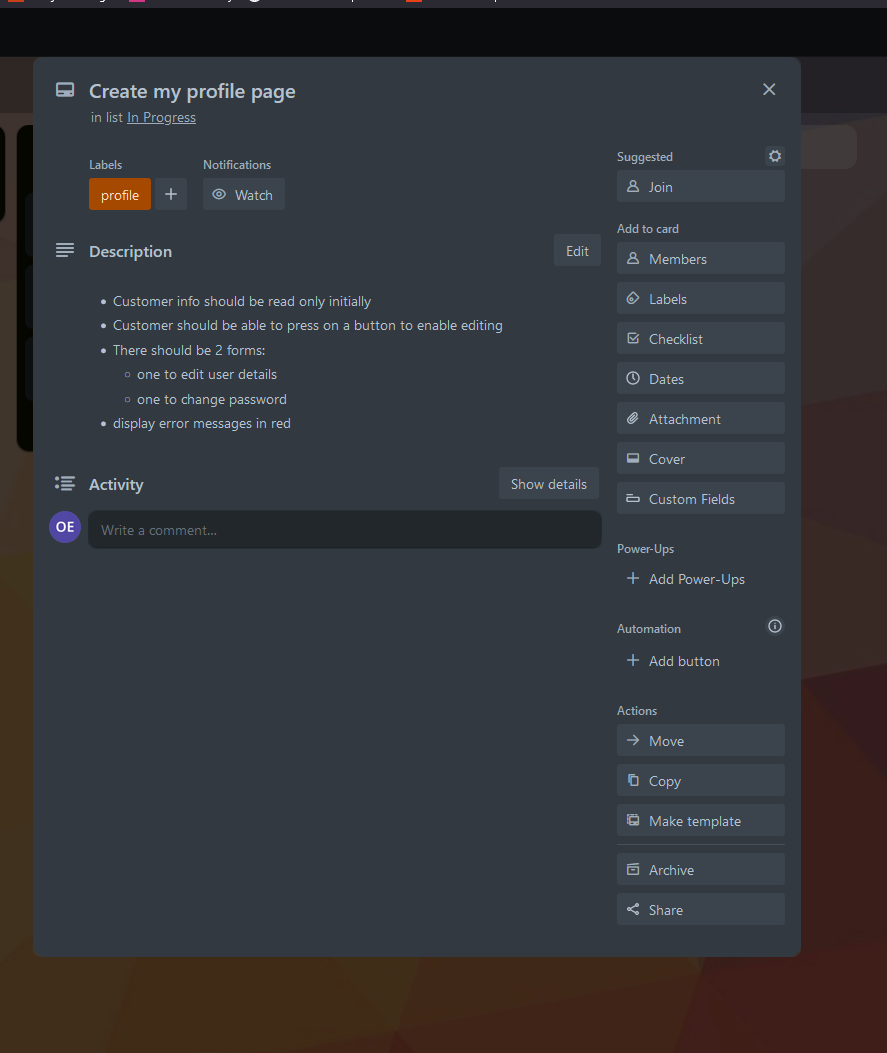 Create my profile page
in list In Progress
Labels
Notifications
profile
Watch
Description
Edit
Customer info should be read only initially
Customer should be able to press on a button to enable editing
There should be 2 forms:
one to edit user details
one to change password
display error messages in red
Activity
Show details
OE
Write a comment...
Suggested
Join
Add to card
Members
Labels
Checklist
Dates
Attachment
Cover
Custom Fields
Power-Ups
Add Power-Ups
Automation
Add button
Actions
Move
Copy
Make template
Archive
Share